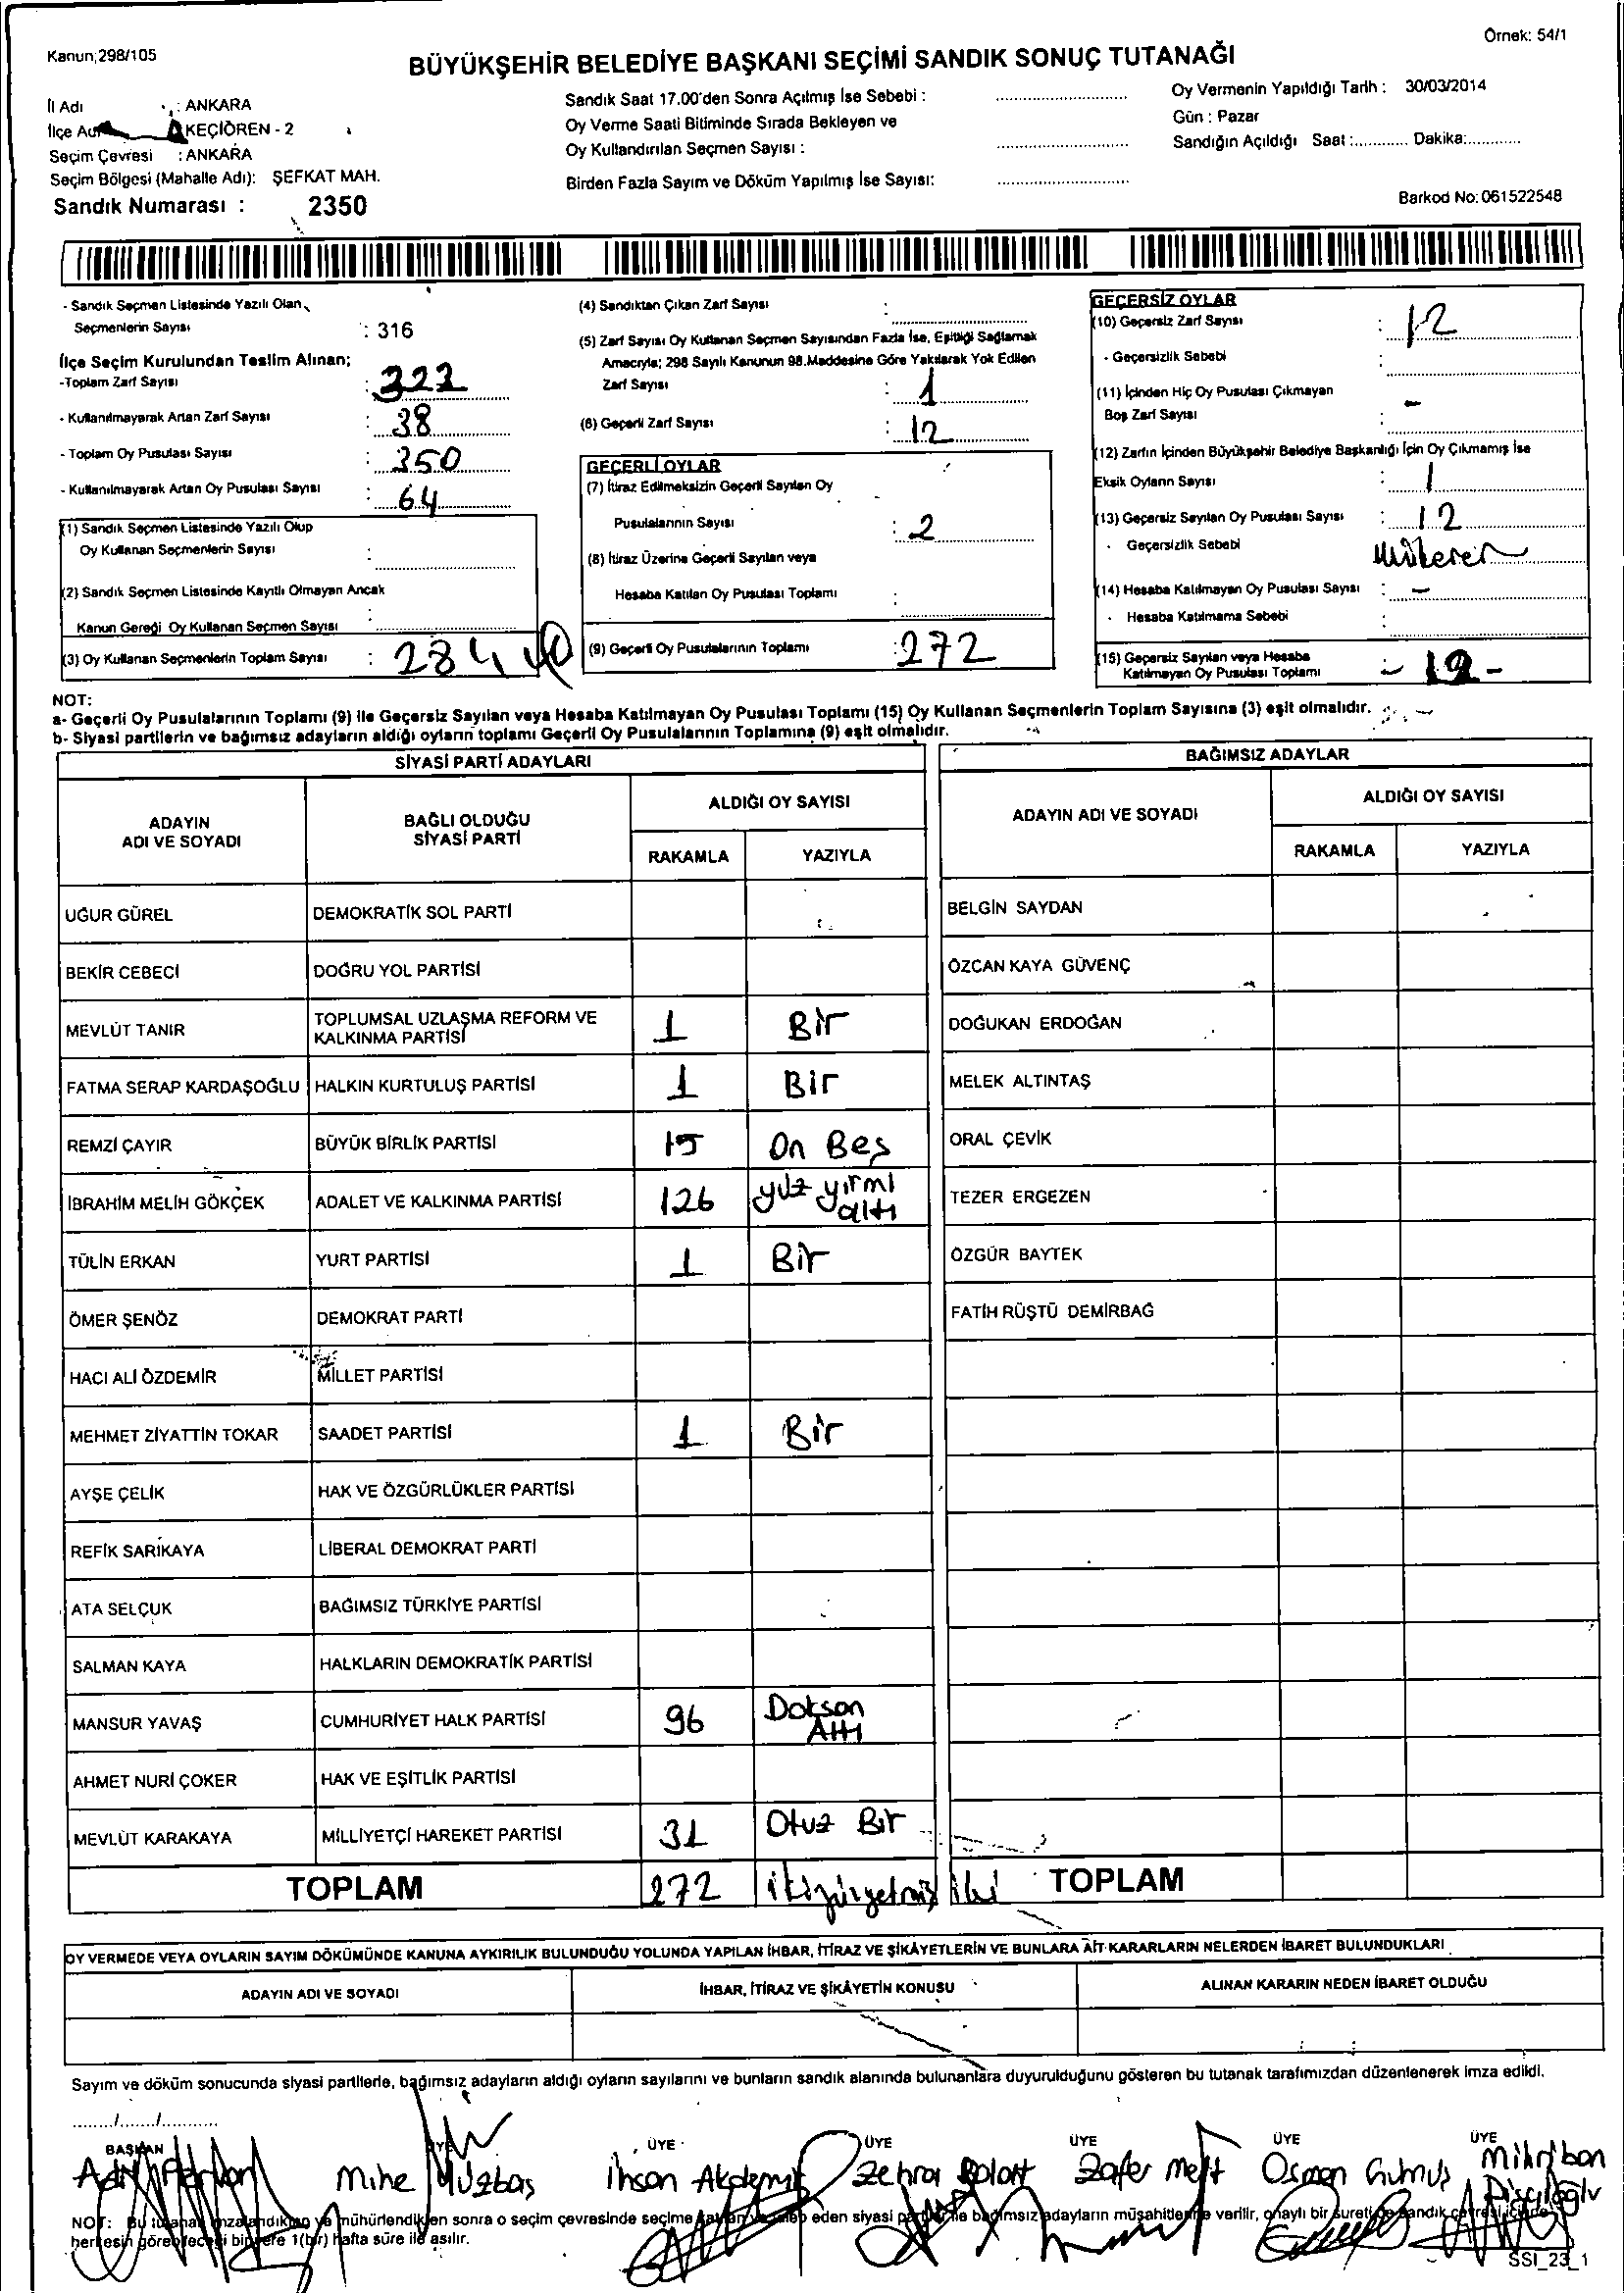 Kanun;298/105
Örnek: 54/1
BÜYÜKŞEHİR BELEDİYE BAŞKANI SEÇİMİ SANDIK SONUÇ TUTANAĞI
İl Adı : ANKARA
İlçe Adı KEÇİÖREN - 2
Seçim Çevresi : ANKARA
Seçim Bölgesi (Mahalle Adı): ŞEFKAT MAH.
Sandık Numarası : 2350
Sandık Saat 17.00'den Sonra Açılmış İse Sebebi :
Oy Verme Saati Bitiminde Sırada Bekleyen ve
Oy Kullandırılan Seçmen Sayısı :
Birden Fazla Sayım ve Döküm Yapılmış İse Sayısı:
Oy Vermenin Yapıldığı Tarih : 30/03/2014
Gün : Pazar
Sandığın Açıldığı Saat :............ Dakika:............
Barkod No: 061522548
- Sandık Seçmen Listesinde Yazılı Olan
Seçmenlerin Sayısı : 316
İlçe Seçim Kurulundan Teslim Alınan;
-Toplam Zarf Sayısı : 323
- Kullanılmayarak Artan Zarf Sayısı : 38
- Toplam Oy Pusulası Sayısı : 350
- Kullanılmayarak Artan Oy Pusulası Sayısı : 64
(1) Sandık Seçmen Listesinde Yazılı Olup
Oy Kullanan Seçmenlerin Sayısı :
(2) Sandık Seçmen Listesinde Kayıtlı Olmayan Ancak
Kanun Gereği Oy Kullanan Seçmen Sayısı :
(3) Oy Kullanan Seçmenlerin Toplam Sayısı : 284
(4) Sandıktan Çıkan Zarf Sayısı :
(5) Zarf Sayısı Oy Kullanan Seçmen Sayısından Fazla İse, Eşitliği Sağlamak
Amacıyla; 298 Sayılı Kanunun 98.Maddesine Göre Yakılarak Yok Edilen
Zarf Sayısı : 1
(6) Geçerli Zarf Sayısı : 12
GEÇERLİ OYLAR
(7) İtiraz Edilmeksizin Geçerli Sayılan Oy
Pusulalarının Sayısı : 2
(8) İtiraz Üzerine Geçerli Sayılan veya
Hesaba Katılan Oy Pusulası Toplamı :
(9) Geçerli Oy Pusulalarının Toplamı : 272
GEÇERSİZ OYLAR
(10) Geçersiz Zarf Sayısı : 12
- Geçersizlik Sebebi :
(11) İçinden Hiç Oy Pusulası Çıkmayan
Boş Zarf Sayısı : -
(12) Zarfın İçinden Büyükşehir Belediye Başkanlığı İçin Oy Çıkmamış İse
Eksik Oyların Sayısı : 1
(13) Geçersiz Sayılan Oy Pusulası Sayısı : 12
- Geçersizlik Sebebi : Mükerer
(14) Hesaba Katılmayan Oy Pusulası Sayısı : -
- Hesaba Katılmama Sebebi :
(15) Geçersiz Sayılan veya Hesaba
Katılmayan Oy Pusulası Toplamı : - 12 -
NOT:
a- Geçerli Oy Pusulalarının Toplamı (9) ile Geçersiz Sayılan veya Hesaba Katılmayan Oy Pusulası Toplamı (15) Oy Kullanan Seçmenlerin Toplam Sayısına (3) eşit olmalıdır.
b- Siyasi partilerin ve bağımsız adayların aldığı oyların toplamı Geçerli Oy Pusulalarının Toplamına (9) eşit olmalıdır.
SİYASİ PARTİ ADAYLARI
ADAYIN ADI VE SOYADI
BAĞLI OLDUĞU SİYASİ PARTİ
ALDIĞI OY SAYISI
RAKAMLA YAZIYLA
UĞUR GÜREL DEMOKRATİK SOL PARTİ
BEKİR CEBECİ DOĞRU YOL PARTİSİ
MEVLÜT TANIR TOPLUMSAL UZLAŞMA REFORM VE KALKINMA PARTİSİ 1 Bir
FATMA SERAP KARDAŞOĞLU HALKIN KURTULUŞ PARTİSİ 1 Bir
REMZİ ÇAYIR BÜYÜK BİRLİK PARTİSİ 15 On Beş
İBRAHİM MELİH GÖKÇEK ADALET VE KALKINMA PARTİSİ 126 yüz yirmi altı
TÜLİN ERKAN YURT PARTİSİ 1 Bir
ÖMER ŞENÖZ DEMOKRAT PARTİ
HACI ALİ ÖZDEMİR MİLLET PARTİSİ
MEHMET ZİYATTİN TOKAR SAADET PARTİSİ 1 Bir
AYŞE ÇELİK HAK VE ÖZGÜRLÜKLER PARTİSİ
REFİK SARIKAYA LİBERAL DEMOKRAT PARTİ
ATA SELÇUK BAĞIMSIZ TÜRKİYE PARTİSİ
SALMAN KAYA HALKLARIN DEMOKRATİK PARTİSİ
MANSUR YAVAŞ CUMHURİYET HALK PARTİSİ 96 Doksan Altı
AHMET NURİ ÇOKER HAK VE EŞİTLİK PARTİSİ
MEVLÜT KARAKAYA MİLLİYETÇİ HAREKET PARTİSİ 31 Otuz Bir
TOPLAM 272 ikiyüzyetmiş iki
BAĞIMSIZ ADAYLAR
ADAYIN ADI VE SOYADI
ALDIĞI OY SAYISI
RAKAMLA YAZIYLA
BELGİN SAYDAN
ÖZCAN KAYA GÜVENÇ
DOĞUKAN ERDOĞAN
MELEK ALTINTAŞ
ORAL ÇEVİK
TEZER ERGEZEN
ÖZGÜR BAYTEK
FATİH RÜŞTÜ DEMİRBAĞ
TOPLAM
OY VERMEDE VEYA OYLARIN SAYIM DÖKÜMÜNDE KANUNA AYKIRILIK BULUNDUĞU YOLUNDA YAPILAN İHBAR, İTİRAZ VE ŞİKÂYETLERİN VE BUNLARA AİT KARARLARIN NELERDEN İBARET BULUNDUKLARI
ADAYIN ADI VE SOYADI
İHBAR, İTİRAZ VE ŞİKÂYETİN KONUSU
ALINAN KARARIN NEDEN İBARET OLDUĞU
Sayım ve döküm sonucunda siyasi partilerle, bağımsız adayların aldığı oyların sayılarını ve bunların sandık alanında bulunanlara duyurulduğunu gösteren bu tutanak tarafımızdan düzenlenerek imza edildi.
......../......../............
BAŞKAN ÜYE ÜYE ÜYE ÜYE ÜYE ÜYE
Mihe Yüzbaş İhsan Akdemir Zehra Polat Zafer Mert Osman Gümüş Mihriban Dişçiloğlu
NOT: Bu tutanak imzalandıktan ve mühürlendikten sonra o seçim çevresinde seçime katılan ve talep eden siyasi partiler ile bağımsız adayların müşahitlerine verilir, onaylı bir sureti de sandık çevresi içinde
herkesin görebileceği bir yere 1(bir) hafta süre ile asılır.
SSI_23_1